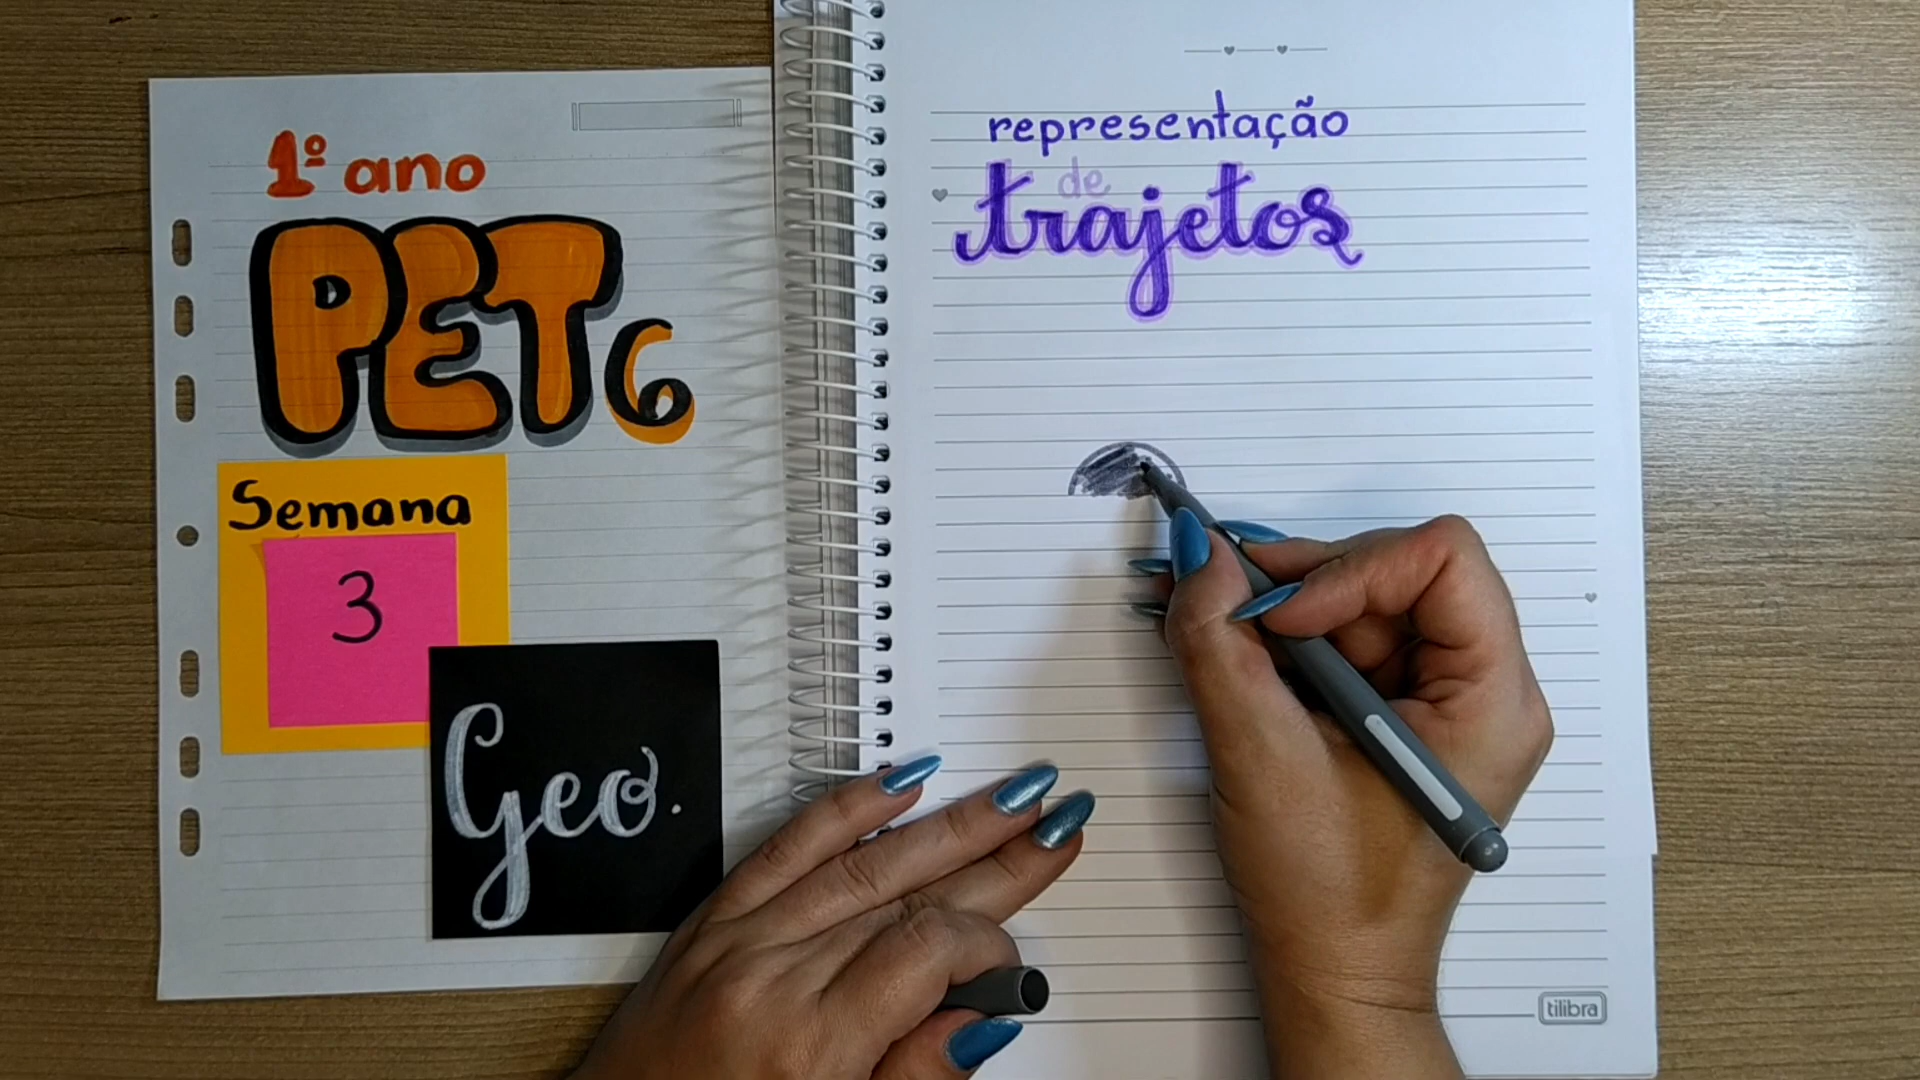 1º ano
PET 6
Semana
3
Geo.
representação
de
trajetos
tilibra